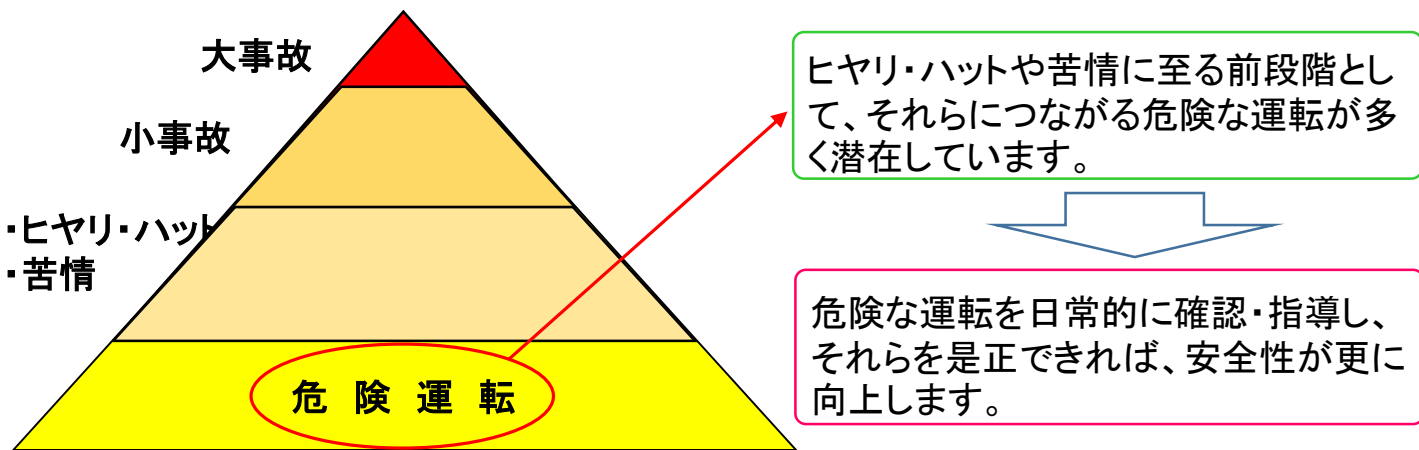 大事故
小事故
・ヒヤリ・ハット
・苦情
危険運転
ヒヤリ・ハットや苦情に至る前段階とし
て、それらにつながる危険な運転が多
く潜在しています。
危険な運転を日常的に確認・指導し、
それらを是正できれば、安全性が更に
向上します。